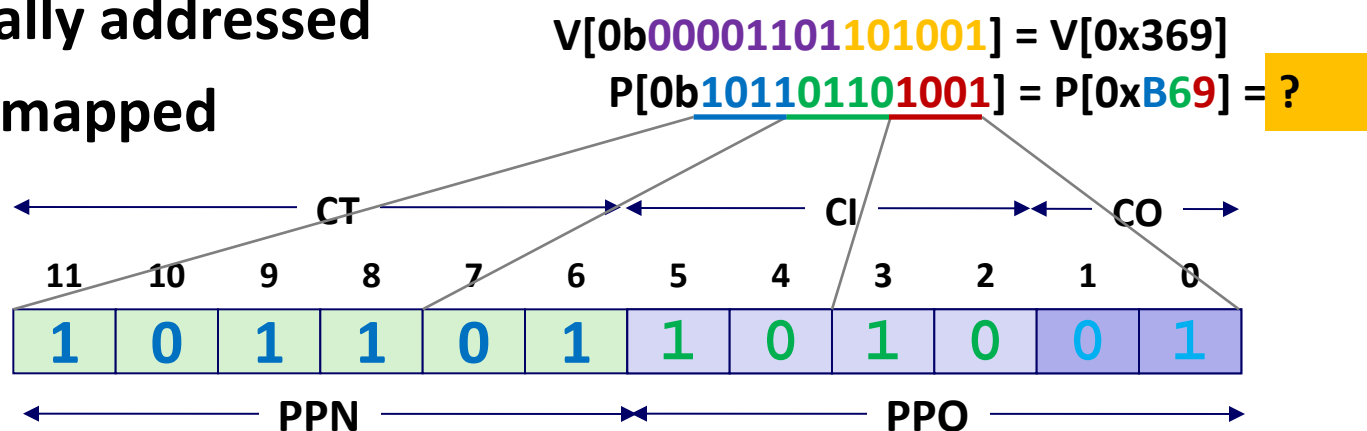 ally addressed
mapped
V[0b00001101101001] = V[0x369]
P[0b101101101001] = P[0xB69] = ?
CT CI CO
11 10 9 8 7 6 5 4 3 2 1 0
1 0 1 1 0 1 1 0 1 0 0 1
PPN PPO